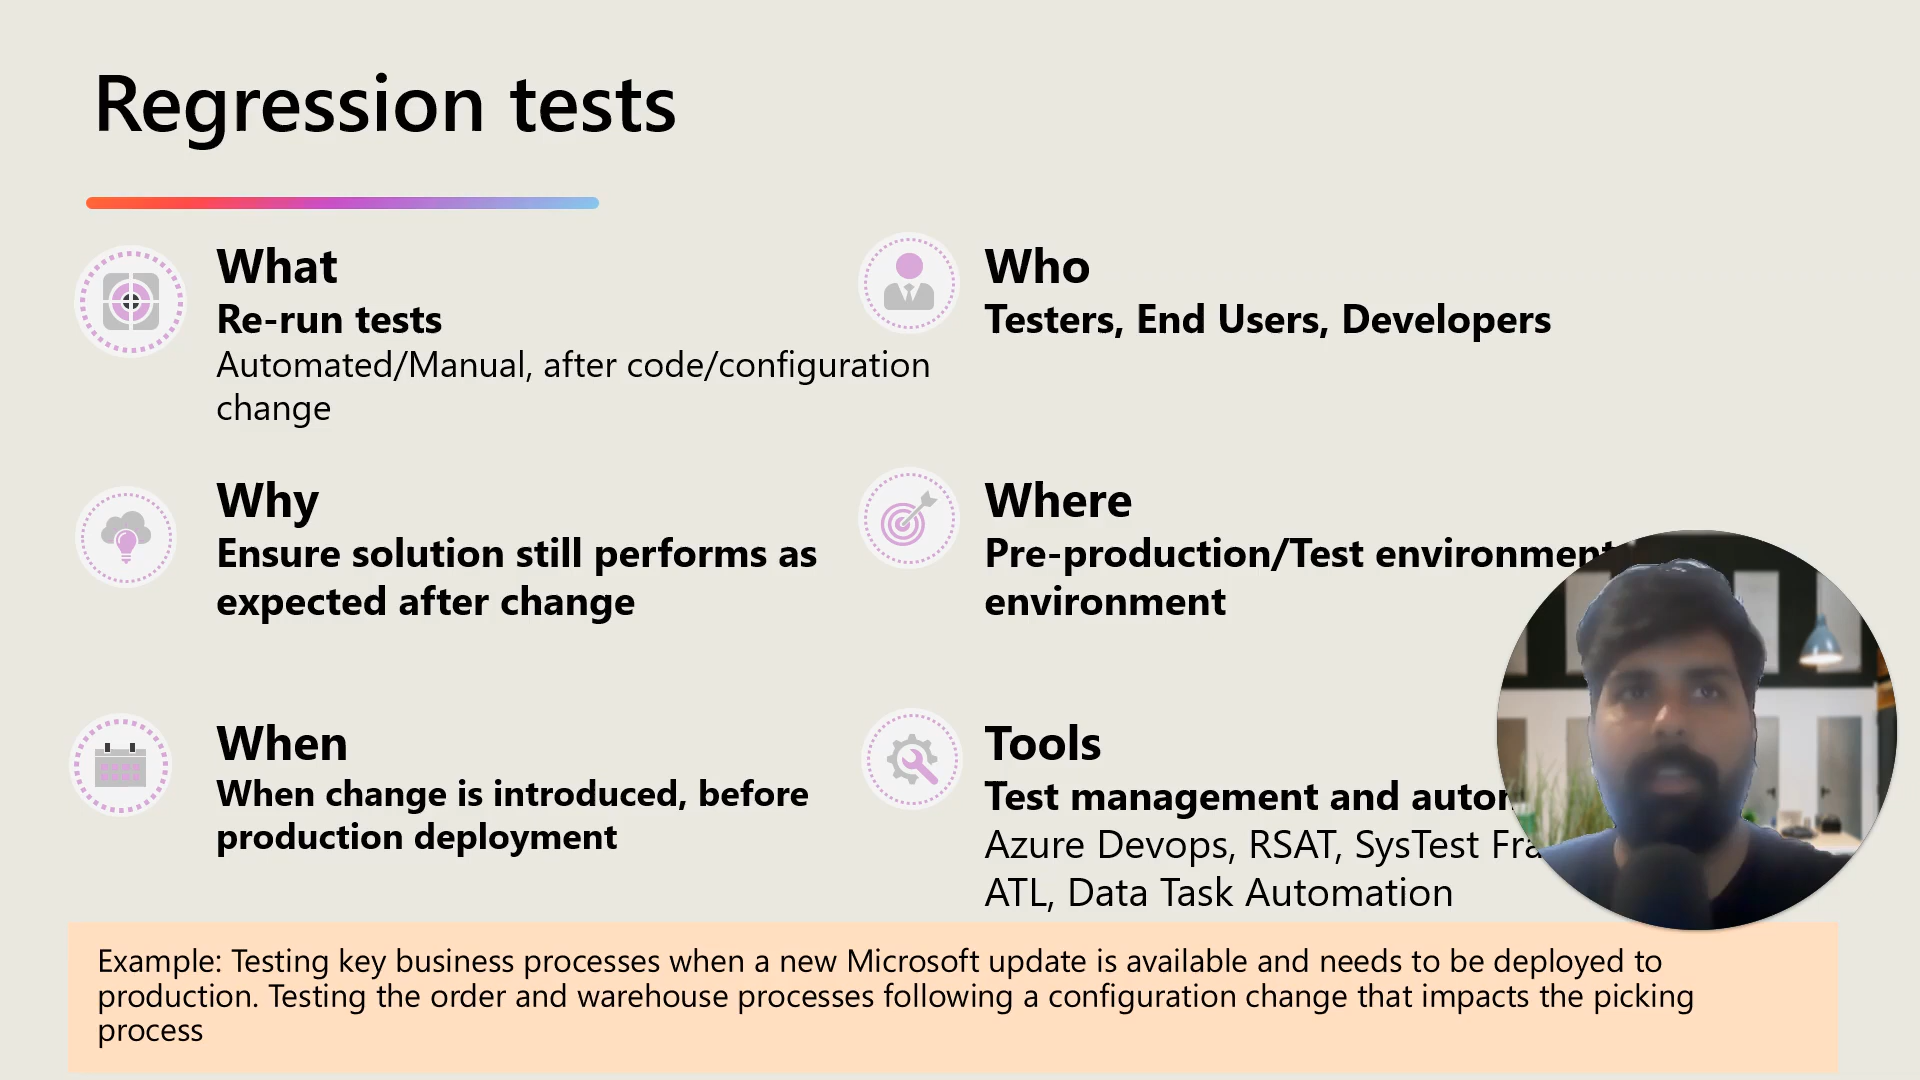 Regression tests
What
Re-run tests
Automated/Manual, after code/configuration
change
Who
Testers, End Users, Developers
Why
Ensure solution still performs as
expected after change
Where
Pre-production/Test environment
environment
When
When change is introduced, before
production deployment
Tools
Test management and
Azure Devops, RSAT, SysTest
ATL, Data Task Automation
Example: Testing key business processes when a new Microsoft update is available and needs to be deployed to
production. Testing the order and warehouse processes following a configuration change that impacts the picking
process